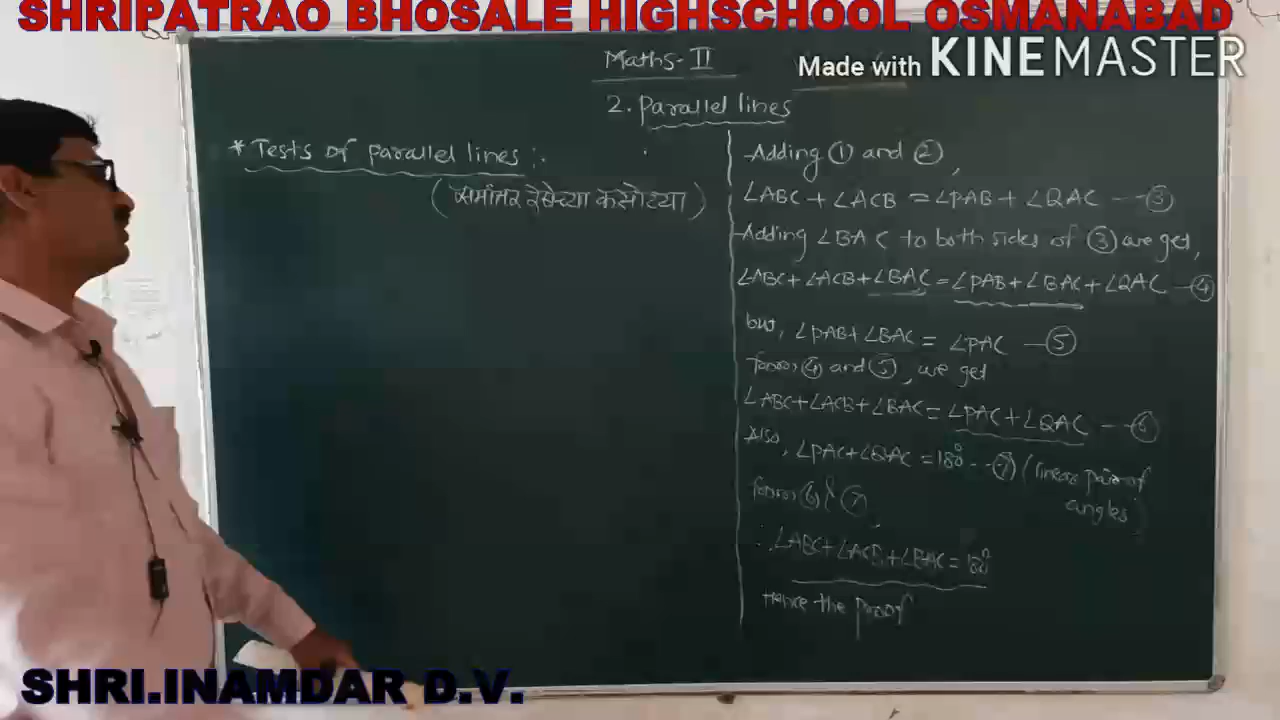 SHRIPATRAO BHOSALE HIGHSCHOOL OSMANABAD
Made with KINEMASTER
Maths-II
2. Parallel lines
* Tests of parallel lines :-
(समांतर रेषेच्या कसोट्या)
Adding ① and ②,
∠ABC + ∠ACB = ∠PAB + ∠QAC --- ③
Adding ∠BAC to both sides of ③ we get,
∠ABC + ∠ACB + ∠BAC = ∠PAB + ∠BAC + ∠QAC -- ④
but, ∠PAB + ∠BAC = ∠PAC -- ⑤
from ④ and ⑤, we get
∠ABC + ∠ACB + ∠BAC = ∠PAC + ∠QAC --- ⑥
Also, ∠PAC + ∠QAC = 180° --- ⑦ (linear pair of
angles)
from ⑥ & ⑦,
∴ ∠ABC + ∠ACB + ∠BAC = 180°
Hence the proof
SHRI.INAMDAR D.V.